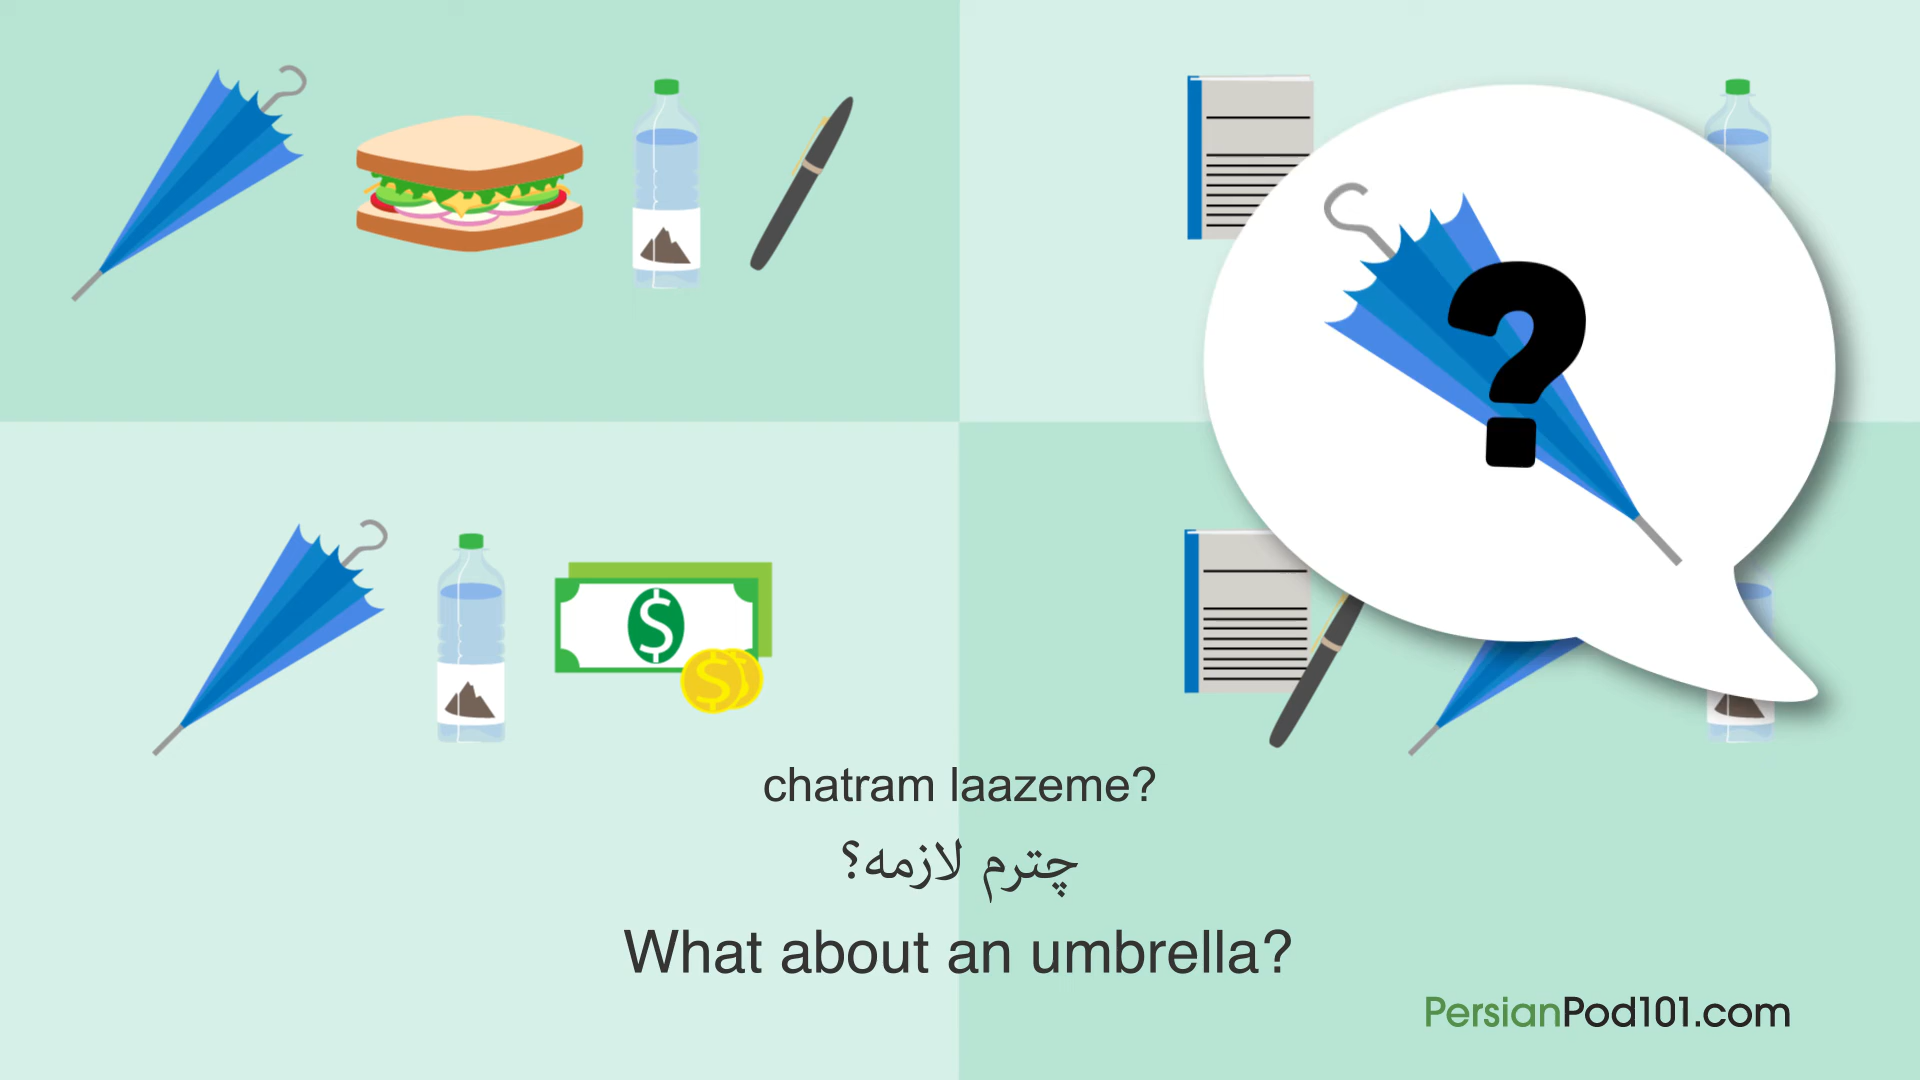 chatram laazeme?
چترم لازمه؟
What about an umbrella?
PersianPod101.com